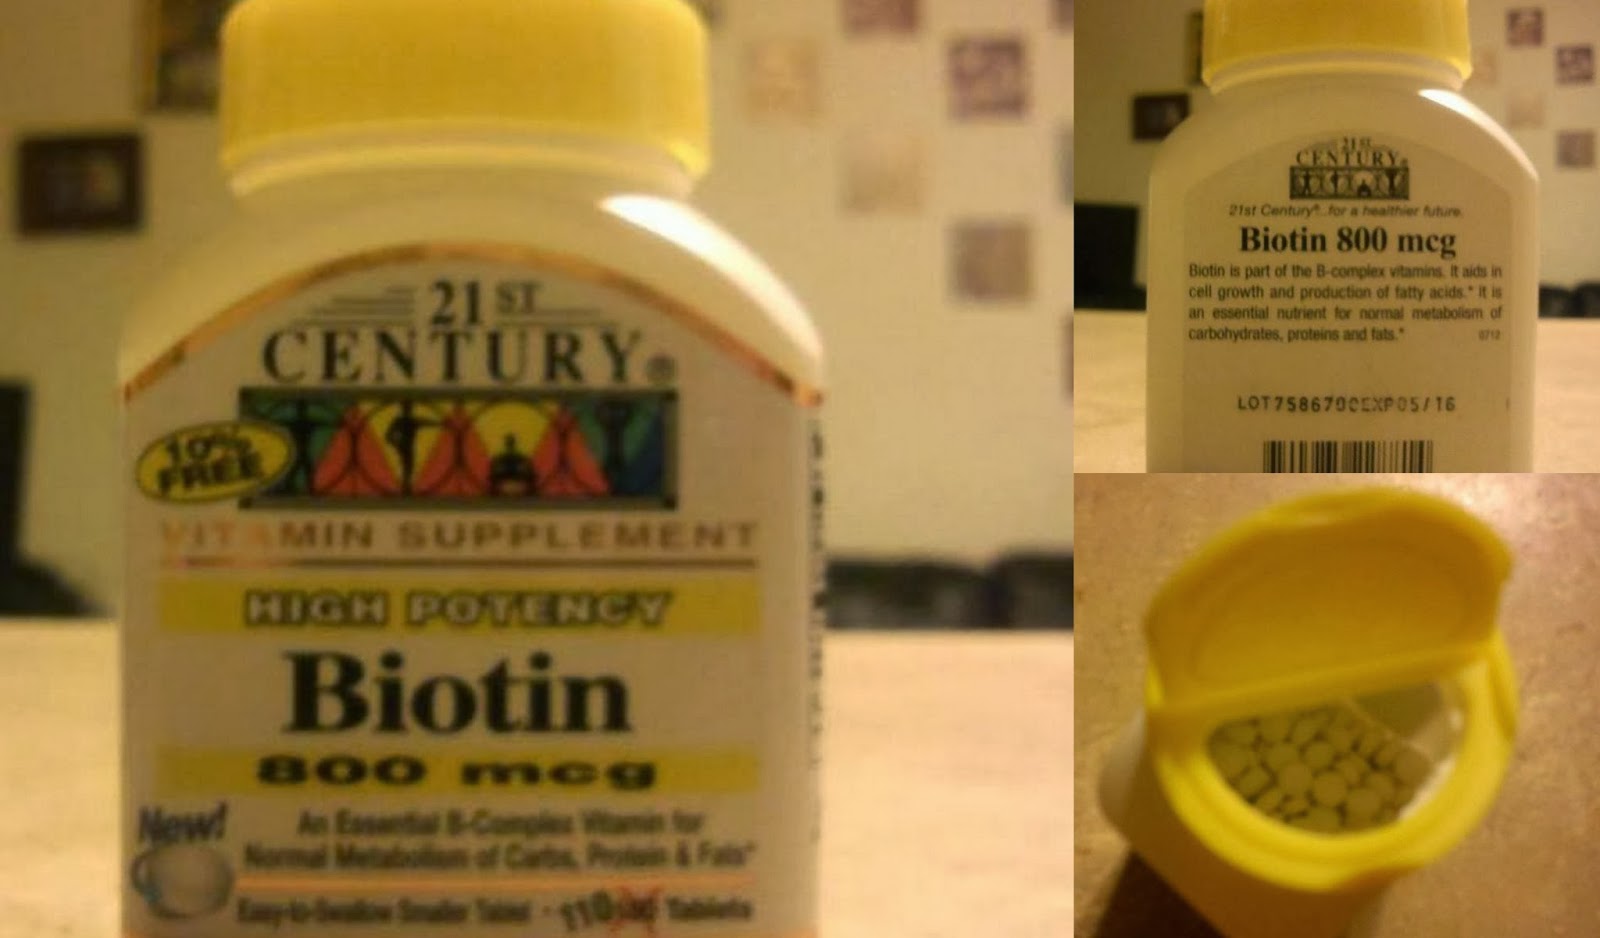 21ST
CENTURY®
10%
FREE
VITAMIN SUPPLEMENT
HIGH POTENCY
Biotin
800 mcg
New!
An Essential B-Complex Vitamin for
Normal Metabolism of Carbs, Protein & Fats*
Easy-to-Swallow Smaller Tablet - 110 Tablets
21ST
CENTURY®
21st Century®...for a healthier future.
Biotin 800 mcg
Biotin is part of the B-complex vitamins. It aids in
cell growth and production of fatty acids.* It is
an essential nutrient for normal metabolism of
carbohydrates, proteins and fats.* 0712
EXP05/16